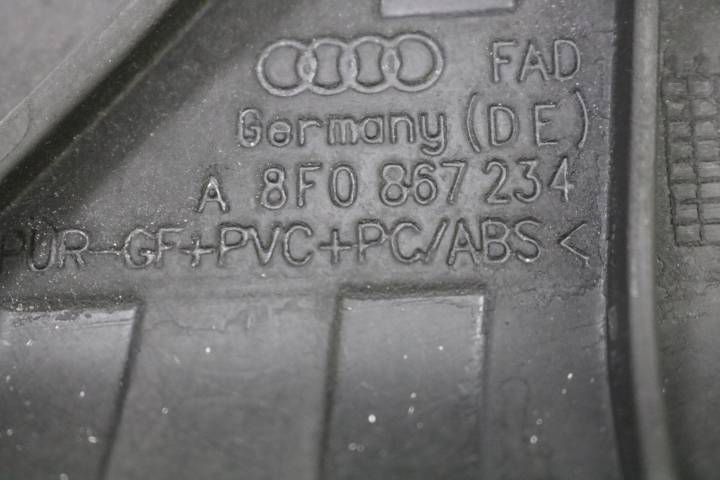 FAD
Germany (DE)
A 8F0 867 234
PUR-GF+PVC+PC/ABS<